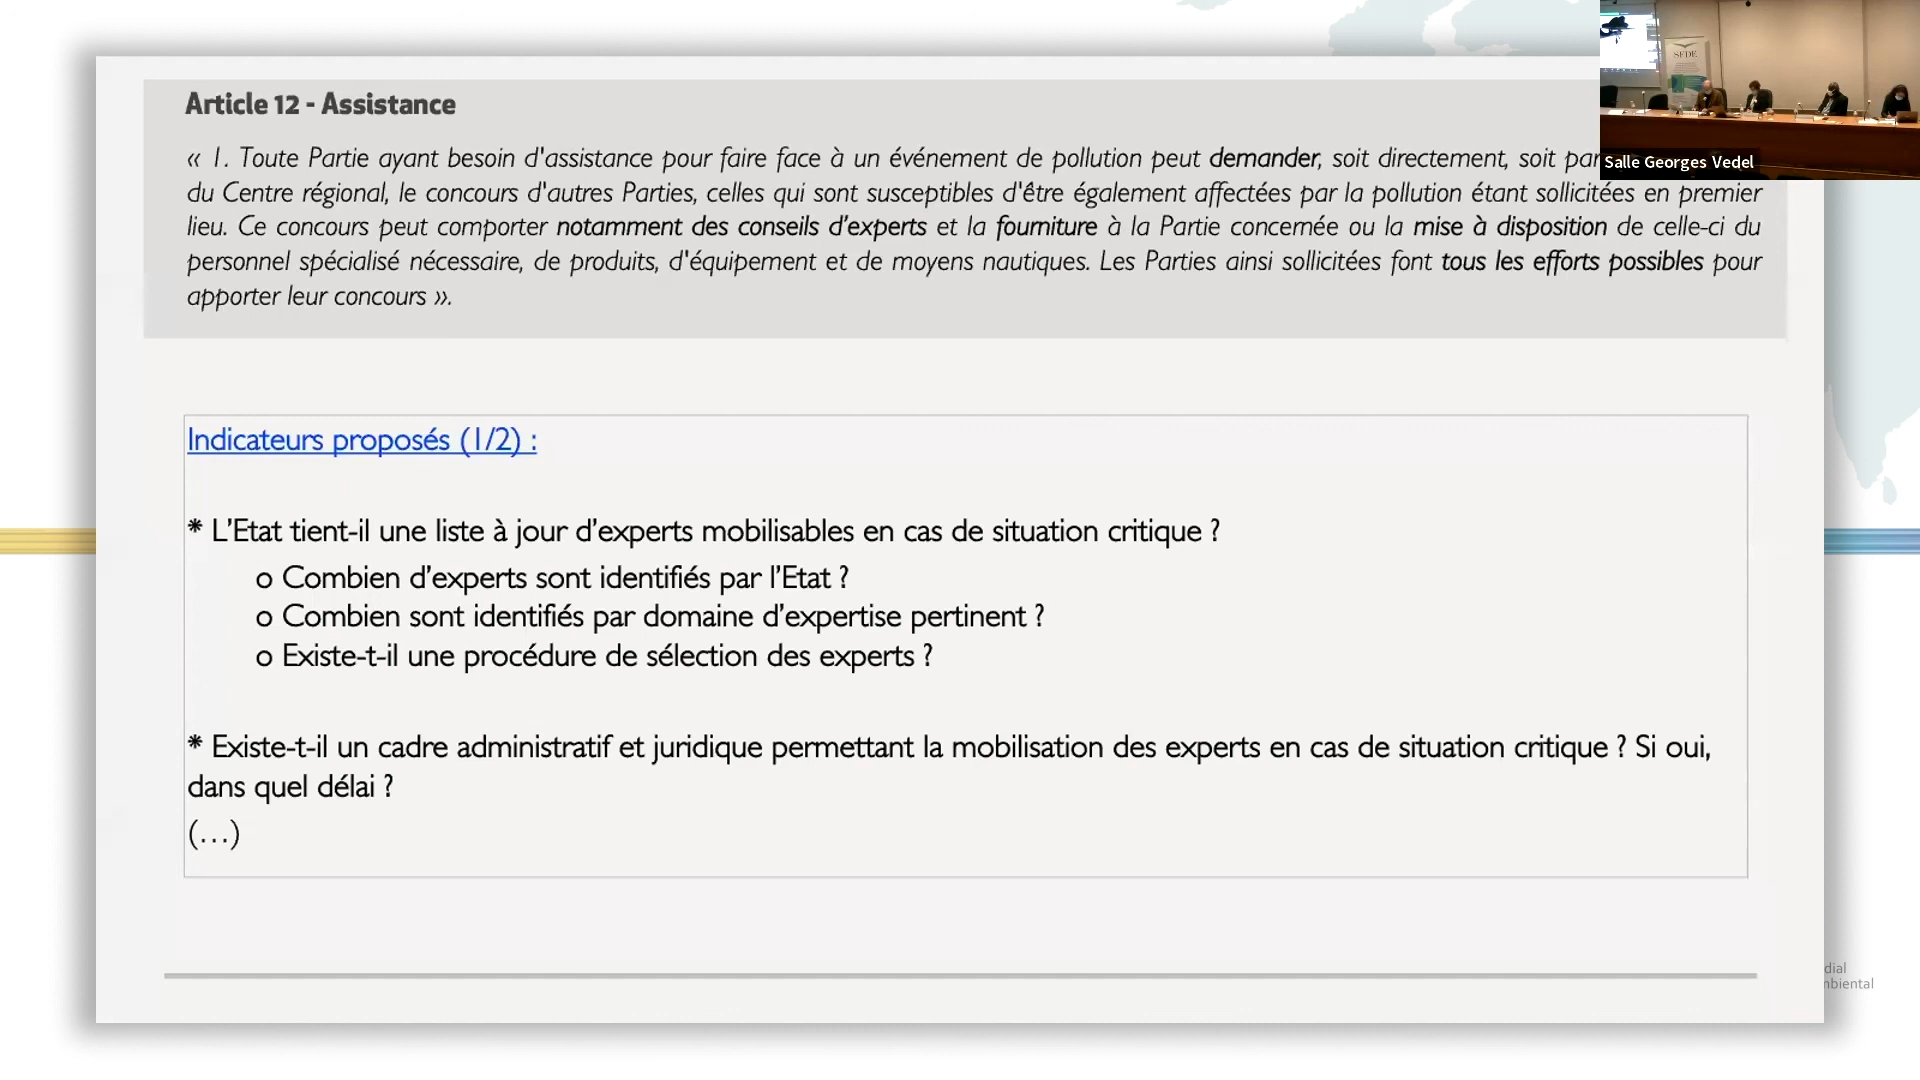 Article 12 - Assistance
« 1. Toute Partie ayant besoin d'assistance pour faire face à un événement de pollution peut demander, soit directement, soit par
du Centre régional, le concours d'autres Parties, celles qui sont susceptibles d'être également affectées par la pollution étant sollicitées en premier
lieu. Ce concours peut comporter notamment des conseils d'experts et la fourniture à la Partie concernée ou la mise à disposition de celle-ci du
personnel spécialisé nécessaire, de produits, d'équipement et de moyens nautiques. Les Parties ainsi sollicitées font tous les efforts possibles pour
apporter leur concours ».
SFDE
Salle Georges Vedel
Indicateurs proposés (1/2) :
* L'Etat tient-il une liste à jour d'experts mobilisables en cas de situation critique ?
o Combien d'experts sont identifiés par l'Etat ?
o Combien sont identifiés par domaine d'expertise pertinent ?
o Existe-t-il une procédure de sélection des experts ?
* Existe-t-il un cadre administratif et juridique permettant la mobilisation des experts en cas de situation critique ? Si oui,
dans quel délai ?
(…)
dial
mbiental